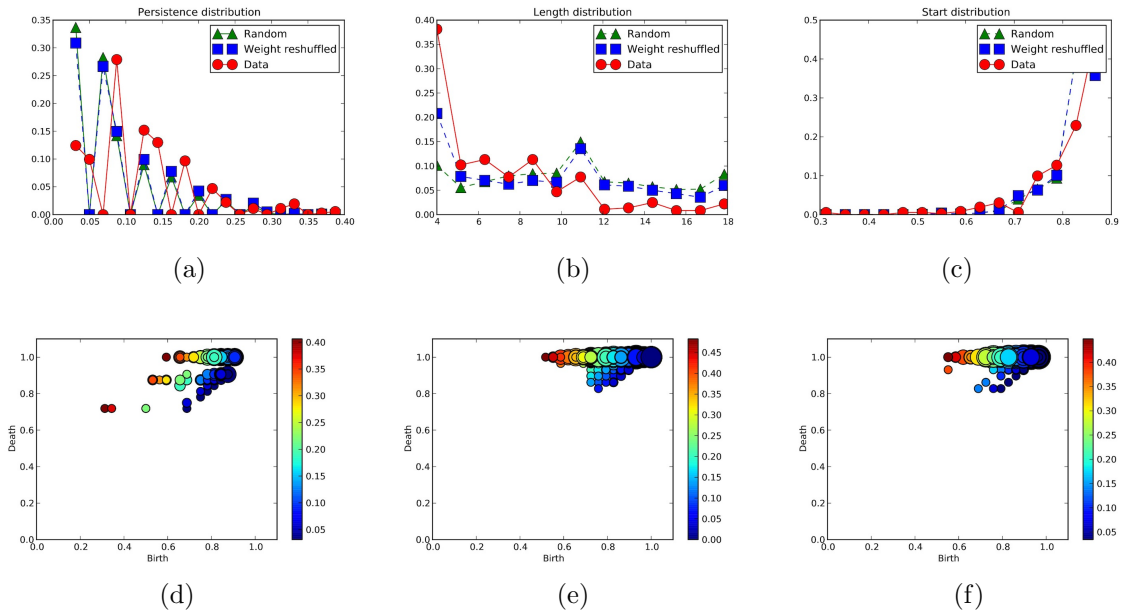 Persistence distribution
0.35
0.30
0.25
0.20
0.15
0.10
0.05
0.00
0.00 0.05 0.10 0.15 0.20 0.25 0.30 0.35 0.40
Random
Weight reshuffled
Data
(a)
Length distribution
0.40
0.35
0.30
0.25
0.20
0.15
0.10
0.05
0.00
4 6 8 10 12 14 16 18
Random
Weight reshuffled
Data
(b)
Start distribution
0.5
0.4
0.3
0.2
0.1
0.0
0.3 0.4 0.5 0.6 0.7 0.8 0.9
Random
Weight reshuffled
Data
(c)
Death
1.0
0.8
0.6
0.4
0.2
0.0
0.0 0.2 0.4 0.6 0.8 1.0
Birth
0.40
0.35
0.30
0.25
0.20
0.15
0.10
0.05
(d)
Death
1.0
0.8
0.6
0.4
0.2
0.0
0.0 0.2 0.4 0.6 0.8 1.0
Birth
0.45
0.40
0.35
0.30
0.25
0.20
0.15
0.10
0.05
0.00
(e)
Death
1.0
0.8
0.6
0.4
0.2
0.0
0.0 0.2 0.4 0.6 0.8 1.0
Birth
0.40
0.35
0.30
0.25
0.20
0.15
0.10
0.05
(f)